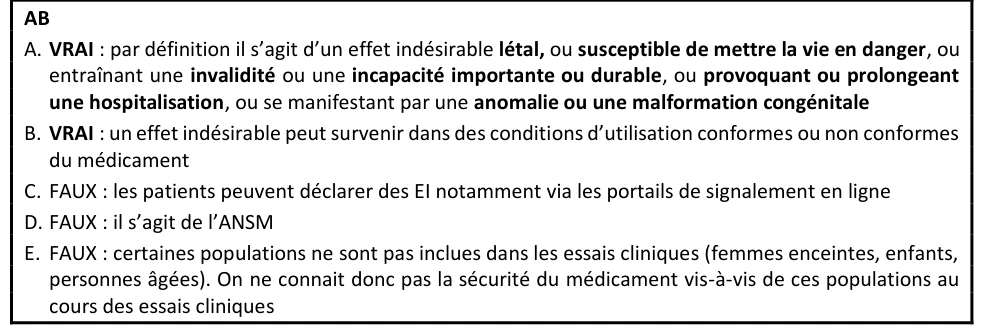 AB
A. VRAI : par définition il s’agit d’un effet indésirable létal, ou susceptible de mettre la vie en danger, ou
entraînant une invalidité ou une incapacité importante ou durable, ou provoquant ou prolongeant
une hospitalisation, ou se manifestant par une anomalie ou une malformation congénitale
B. VRAI : un effet indésirable peut survenir dans des conditions d’utilisation conformes ou non conformes
du médicament
C. FAUX : les patients peuvent déclarer des EI notamment via les portails de signalement en ligne
D. FAUX : il s’agit de l’ANSM
E. FAUX : certaines populations ne sont pas inclues dans les essais cliniques (femmes enceintes, enfants,
personnes âgées). On ne connait donc pas la sécurité du médicament vis-à-vis de ces populations au
cours des essais cliniques